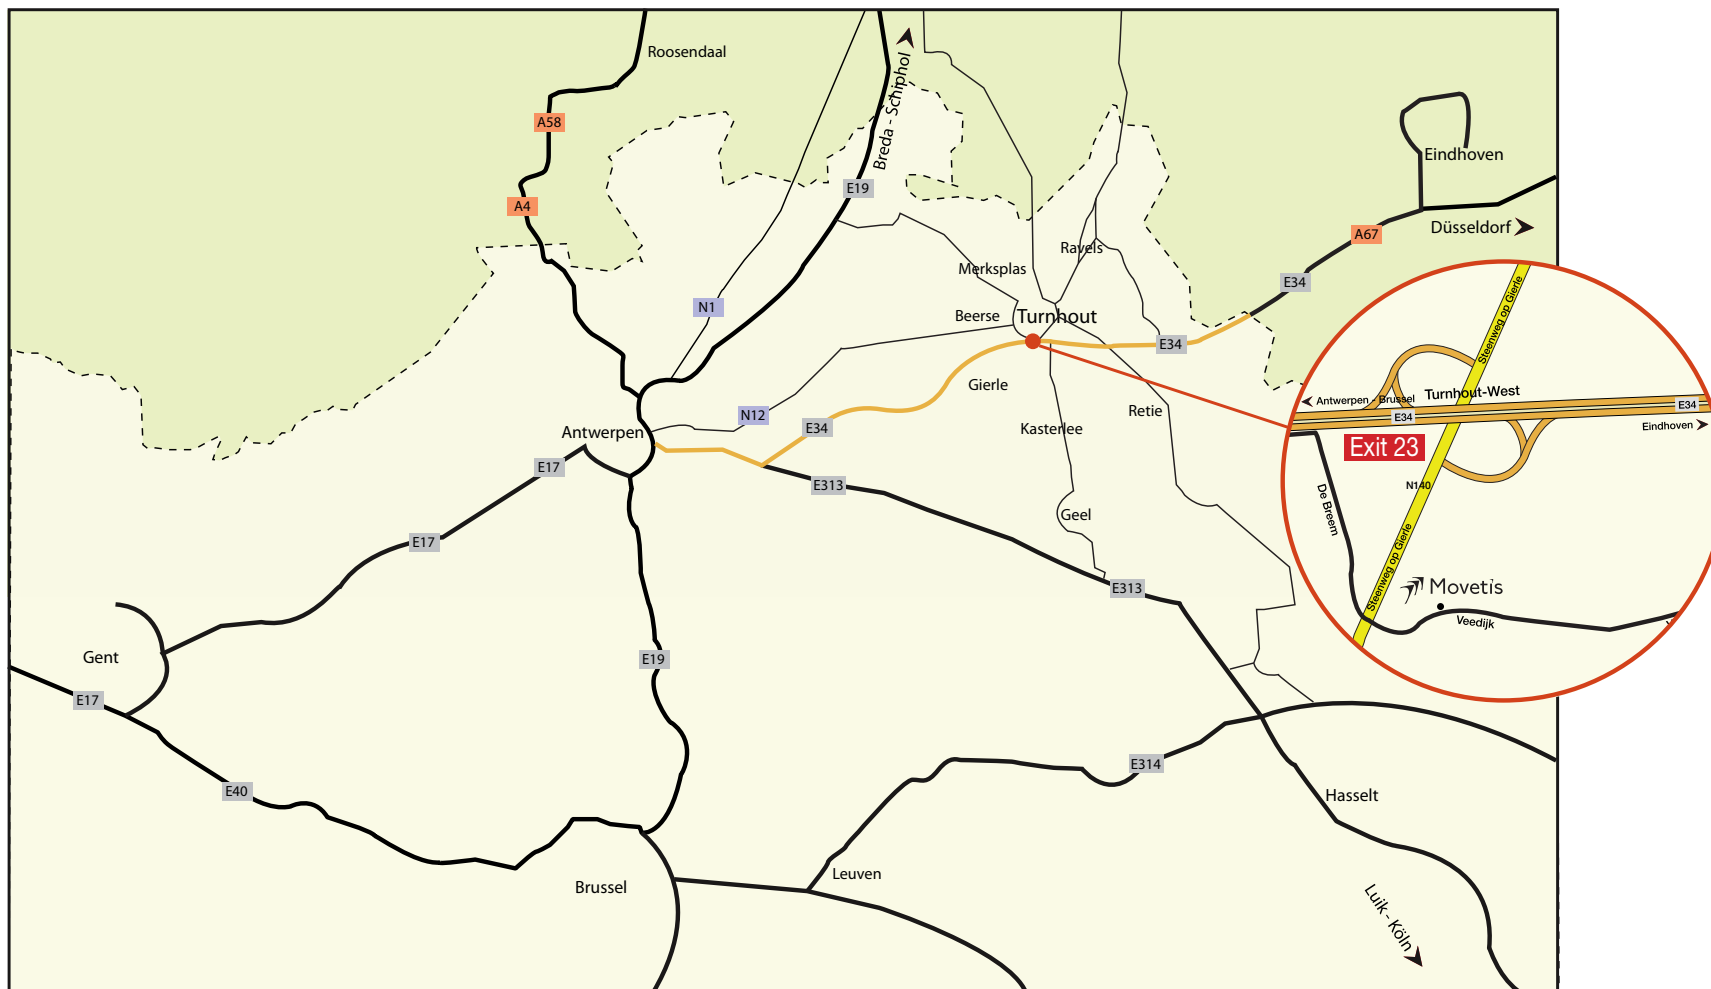 Roosendaal
A58
Breda - Schiphol
Eindhoven
E19
A4
Düsseldorf
A67
Ravels
Merksplas
E34
N1
Beerse
Turnhout
E34
Gierle
Retie
N12
E34
Kasterlee
Antwerpen
E17
E313
Geel
E17
E313
Gent
E19
E17
E314
E40
Hasselt
Leuven
Brussel
Luik - Köln
Steenweg op Gierle
Turnhout-West
Antwerpen - Brussel
E34
E34
Eindhoven
Exit 23
N140
De Breem
Steenweg op Gierle
Movetis
Veedijk